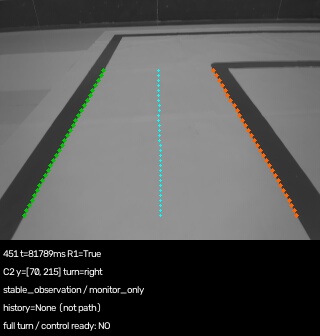 451 t=81789ms R1=True
C2 y=[70, 215] turn=right
stable_observation / monitor_only
history=None (not path)
full turn / control ready: NO